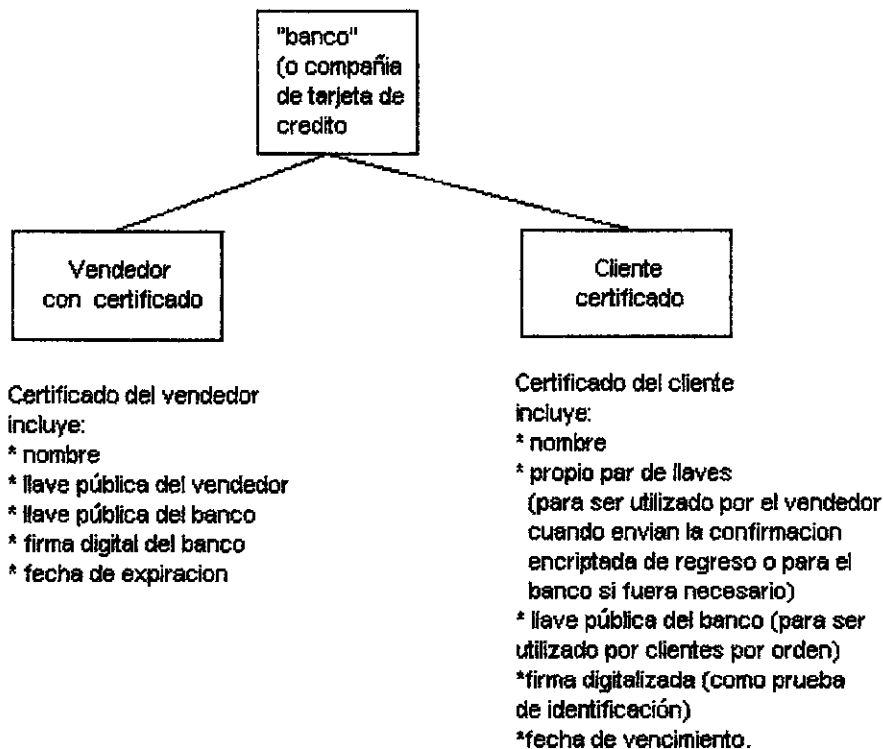 "banco"
(o compañia
de tarjeta de
credito
Vendedor
con certificado
Cliente
certificado
Certificado del vendedor
incluye:
* nombre
* llave pública del vendedor
* llave pública del banco
* firma digital del banco
* fecha de expiracion
Certificado del cliente
incluye:
* nombre
* propio par de llaves
(para ser utilizado por el vendedor
cuando envian la confirmacion
encriptada de regreso o para el
banco si fuera necesario)
* llave pública del banco (para ser
utilizado por clientes por orden)
*firma digitalizada (como prueba
de identificación)
*fecha de vencimiento.